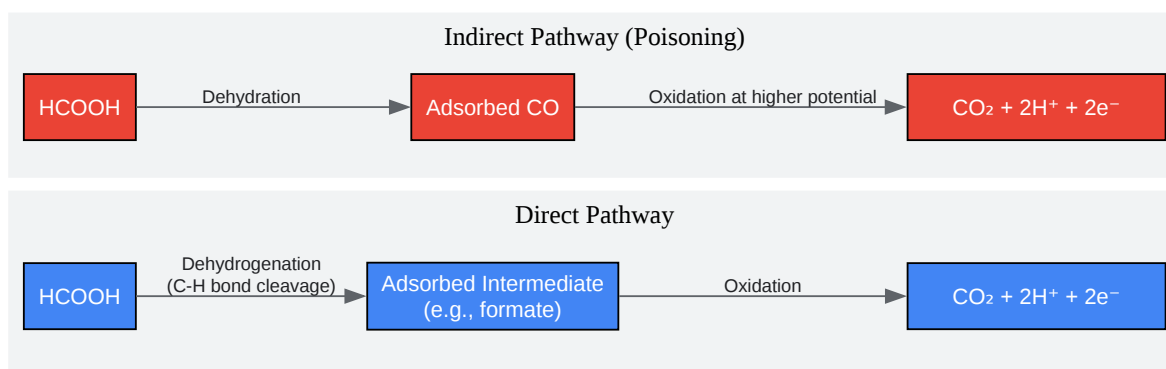 Indirect Pathway (Poisoning)
HCOOH
Dehydration
Adsorbed CO
Oxidation at higher potential
CO₂ + 2H⁺ + 2e⁻
Direct Pathway
HCOOH
Dehydrogenation
(C-H bond cleavage)
Adsorbed Intermediate
(e.g., formate)
Oxidation
CO₂ + 2H⁺ + 2e⁻